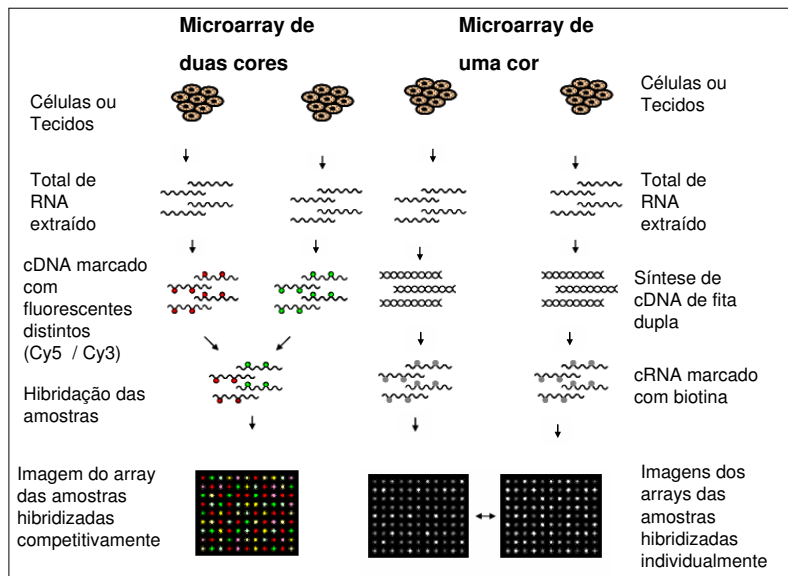 Microarray de
duas cores
Microarray de
uma cor
Células ou
Tecidos
Células ou
Tecidos
Total de
RNA
extraído
Total de
RNA
extraído
cDNA marcado
com
fluorescentes
distintos
(Cy5 / Cy3)
Síntese de
cDNA de fita
dupla
Hibridação das
amostras
cRNA marcado
com biotina
Imagem do array
das amostras
hibridizadas
competitivamente
Imagens dos
arrays das
amostras
hibridizadas
individualmente